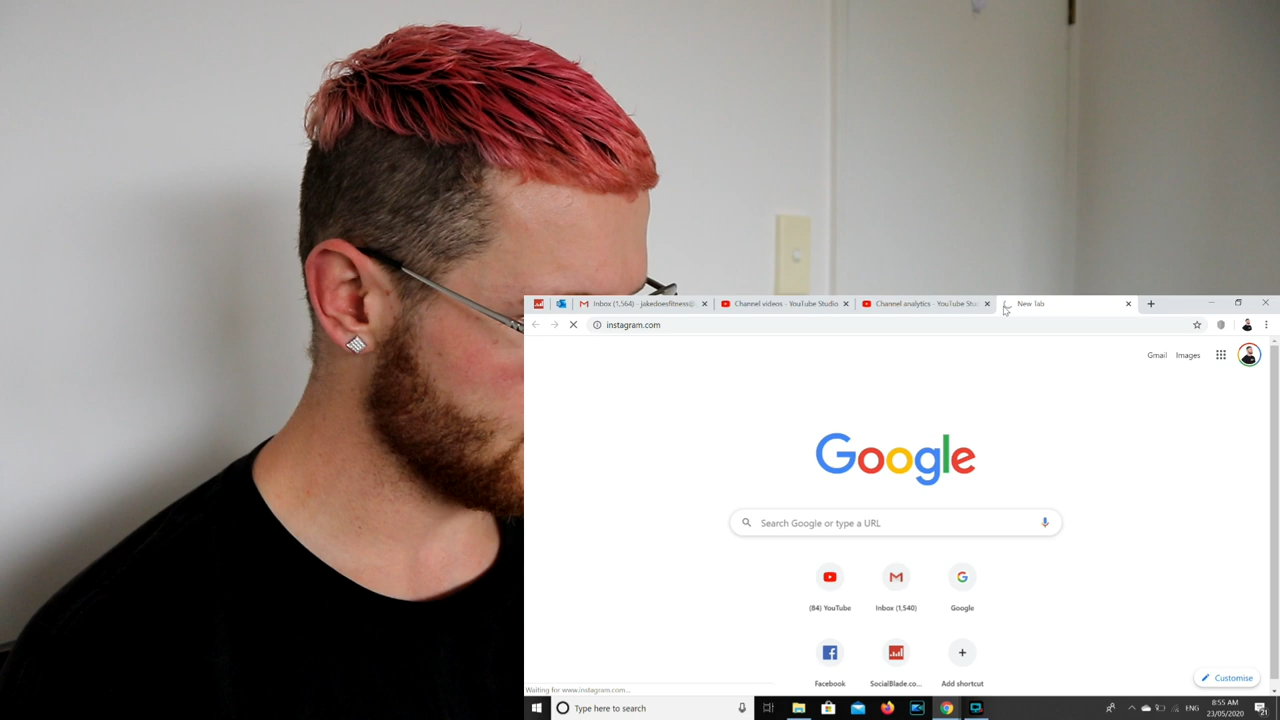 Inbox (1,564) - jakedoesfitness@
Channel videos - YouTube Studio
Channel analytics - YouTube Stu
New Tab
instagram.com
Gmail
Images
Google
Search Google or type a URL
(84) YouTube
Inbox (1,540)
Google
Facebook
SocialBlade.co...
Add shortcut
Customise
Waiting for www.instagram.com...
Type here to search
ENG
8:55 AM
23/05/2020
21